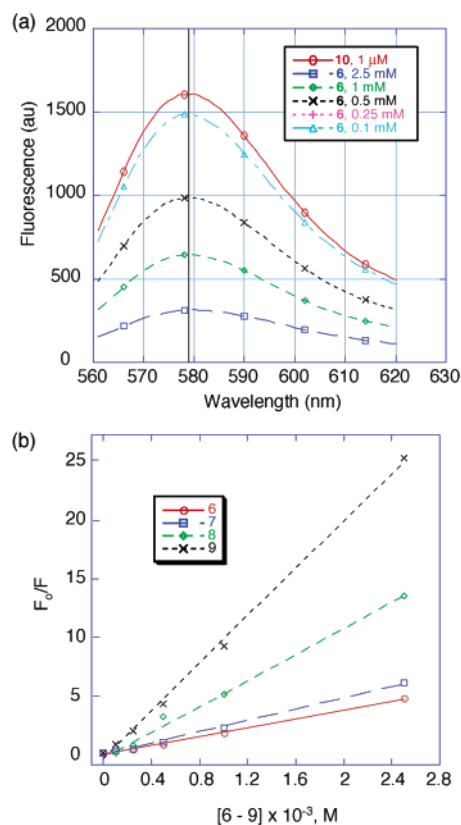 (a)
2000
1500
1000
500
0
Fluorescence (au)
10, 1 µM
6, 2.5 mM
6, 1 mM
6, 0.5 mM
6, 0.25 mM
6, 0.1 mM
560 570 580 590 600 610 620 630
Wavelength (nm)
(b)
25
20
15
10
5
0
Fo/F
6
7
8
9
0 0.4 0.8 1.2 1.6 2 2.4 2.8
[6 - 9] x 10⁻³, M